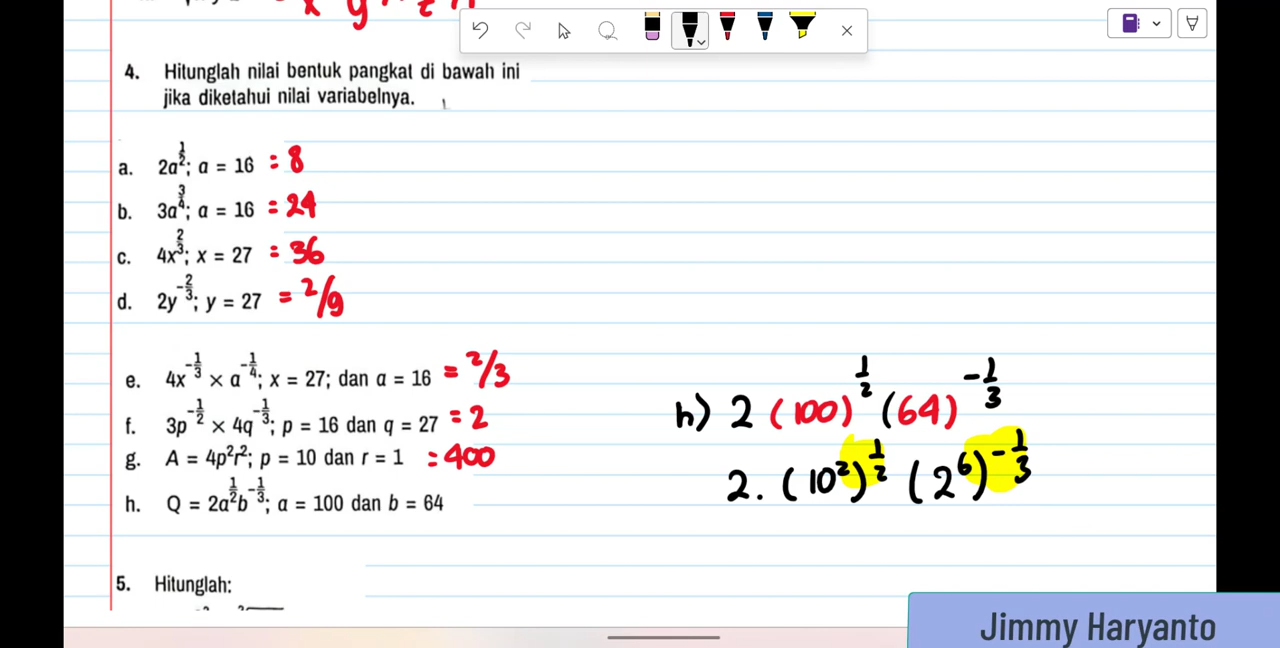 4. Hitunglah nilai bentuk pangkat di bawah ini
jika diketahui nilai variabelnya.
a. 2a^(1/2); a = 16 = 8
b. 3a^(3/4); a = 16 = 24
c. 4x^(2/3); x = 27 = 36
d. 2y^(-2/3); y = 27 = 2/9
e. 4x^(-1/3) × a^(-1/4); x = 27; dan a = 16 = 2/3
f. 3p^(-1/2) × 4q^(-1/3); p = 16 dan q = 27 = 2
g. A = 4p²r²; p = 10 dan r = 1 = 400
h. Q = 2a^(1/2)b^(-1/3); a = 100 dan b = 64
h) 2 (100)^(1/2) (64)^(-1/3)
2. (10²)^(1/2) (2⁶)^(-1/3)
5. Hitunglah:
Jimmy Haryanto